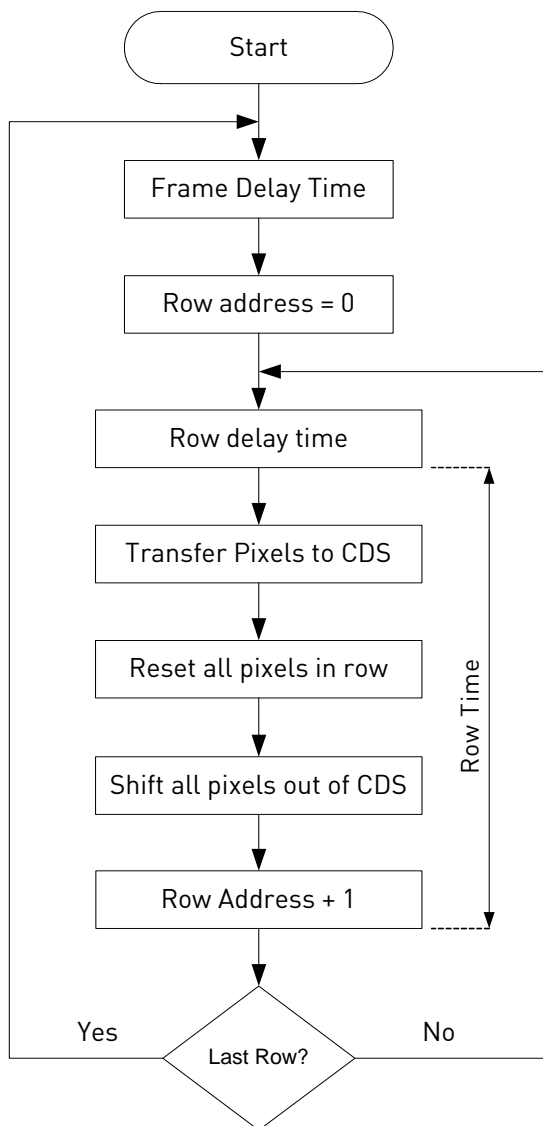 Start
Frame Delay Time
Row address = 0
Row delay time
Transfer Pixels to CDS
Reset all pixels in row
Shift all pixels out of CDS
Row Address + 1
Row Time
Yes
Last Row?
No